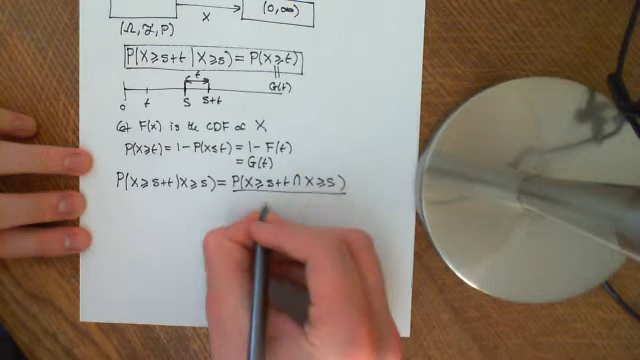 X
(0, ∞)
(Ω, F, P)
P(X ≥ s+t | X ≥ s) = P(X ≥ t)
G(t)
t
0 t s s+t
Let F(x) is the CDF of X
P(X ≥ t) = 1 - P(X ≤ t) = 1 - F(t)
= G(t)
P(X ≥ s+t | X ≥ s) = P(X ≥ s+t ∩ X ≥ s)